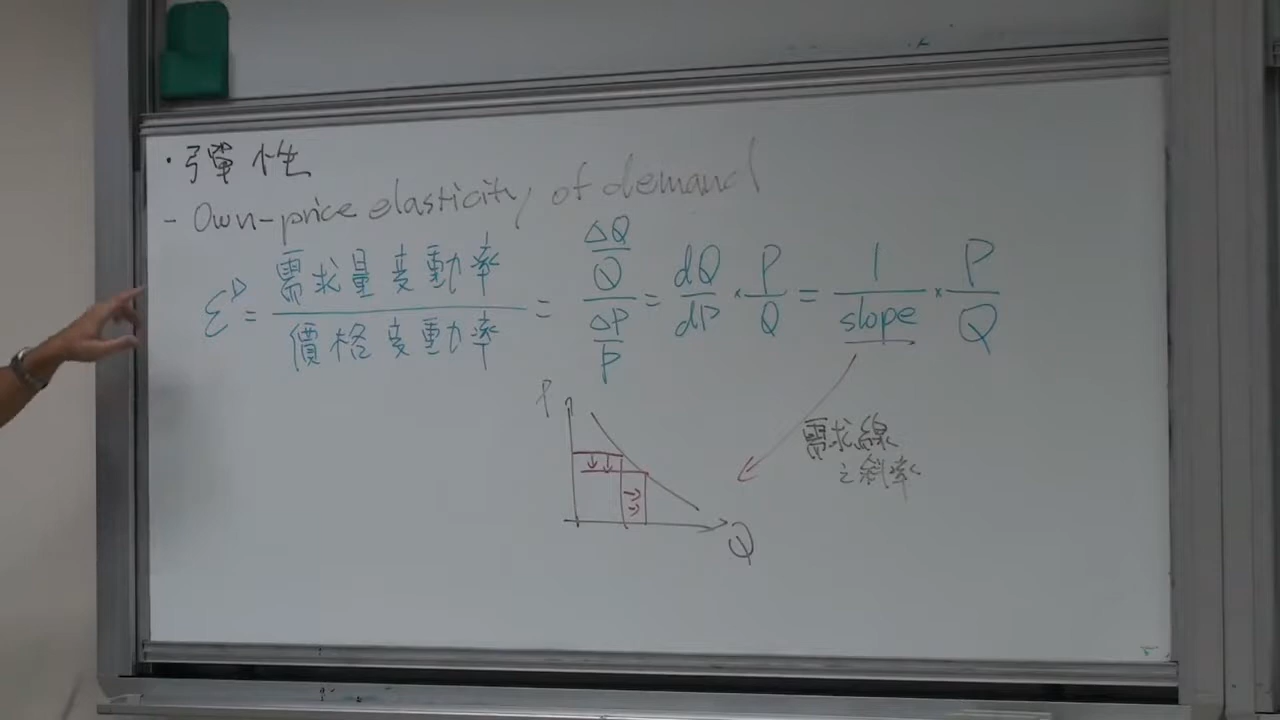 ·彈性
- Own-price elasticity of demand
ε^D = 需求量變動率 / 價格變動率 = (ΔQ/Q) / (ΔP/P) = dQ/dP × P/Q = 1/slope × P/Q
P
需求線
之斜率
Q